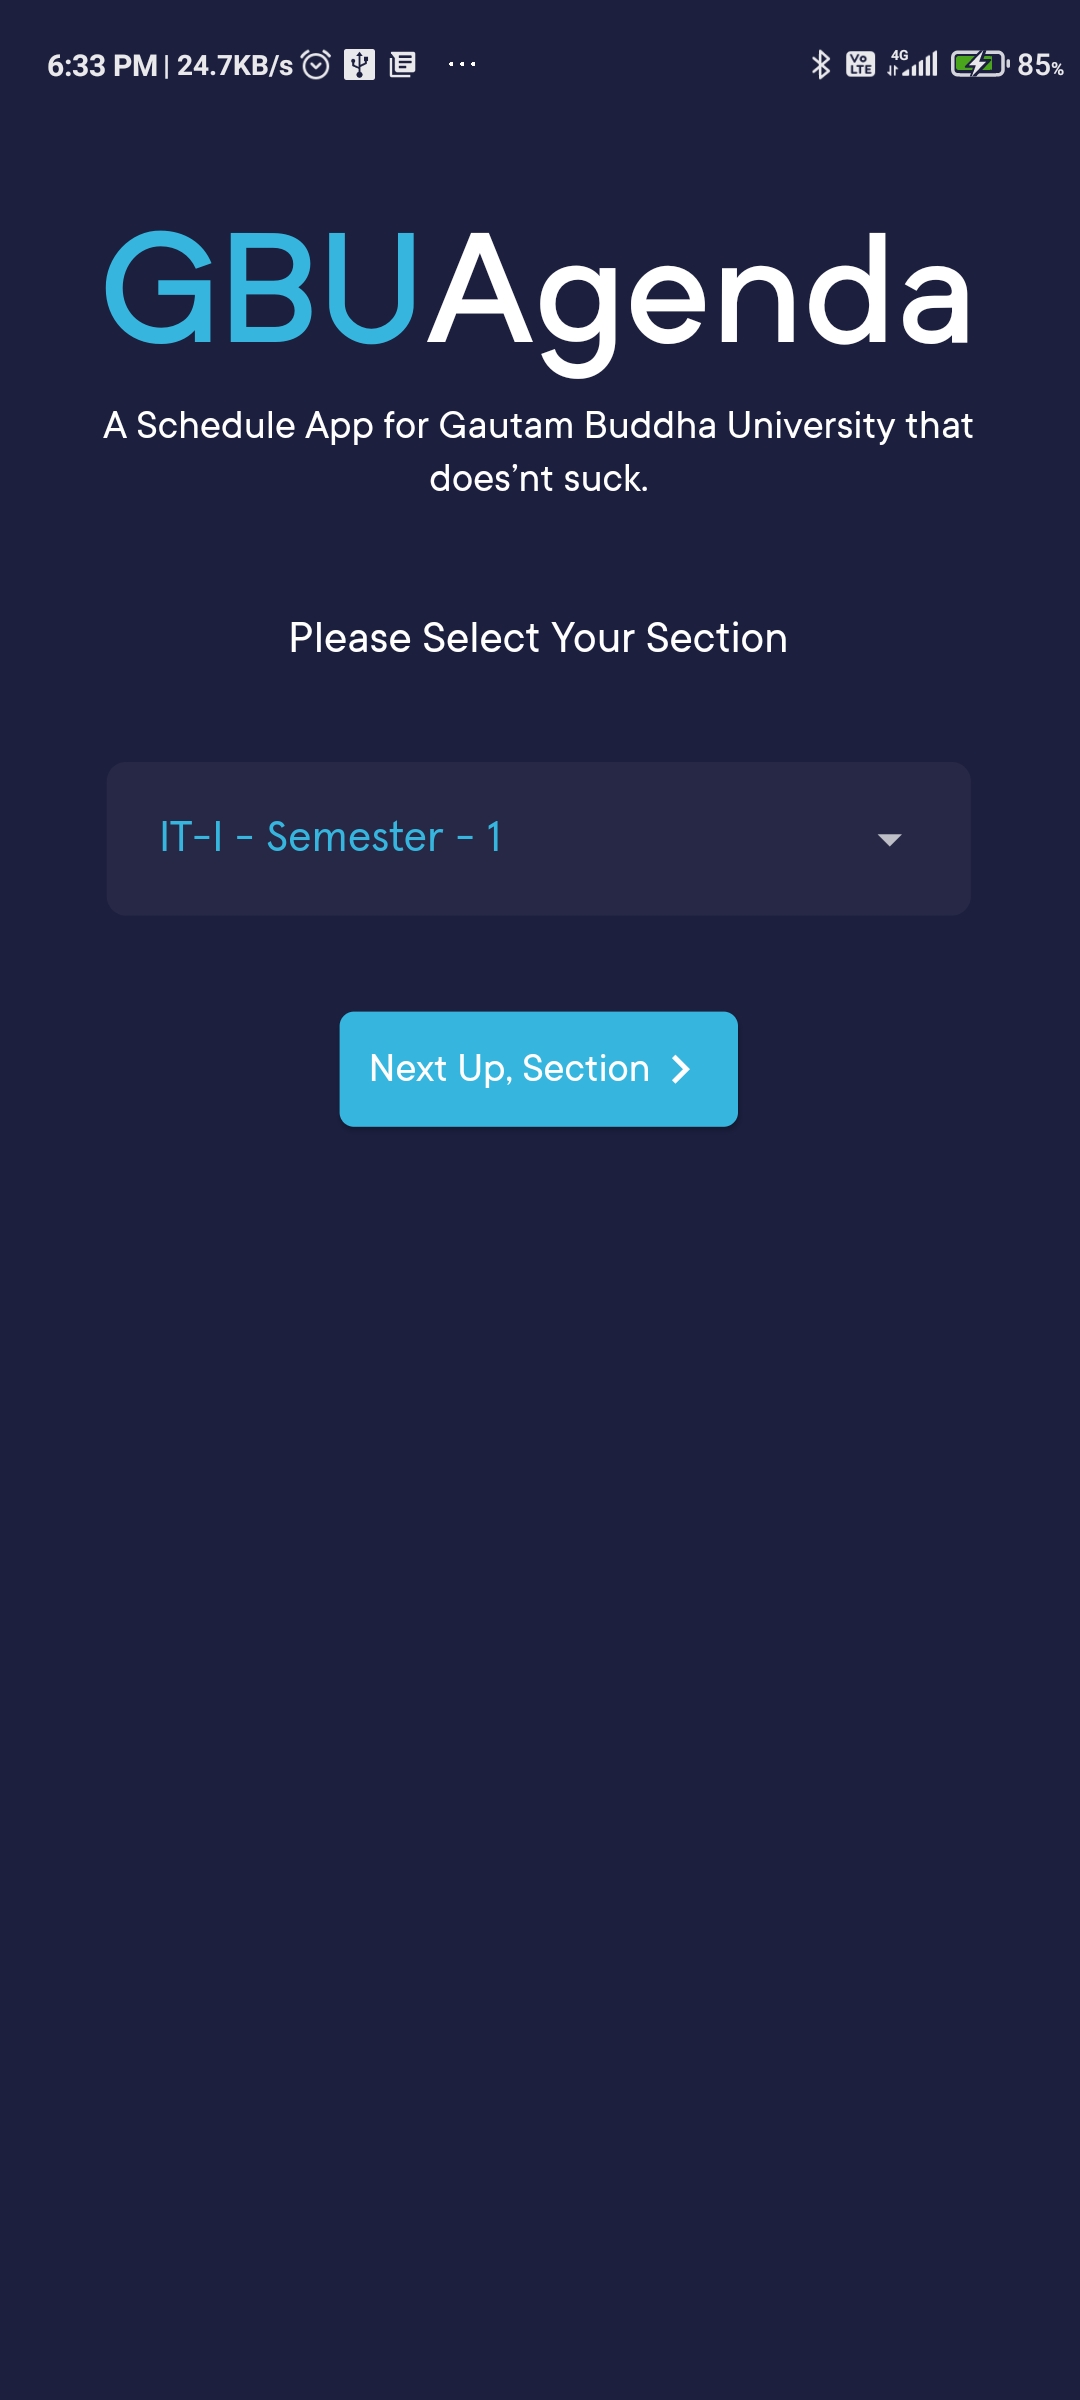 6:33 PM | 24.7KB/s ... Vo LTE 4G 85%
GBUAgenda
A Schedule App for Gautam Buddha University that
does’nt suck.
Please Select Your Section
IT-I - Semester - 1
Next Up, Section